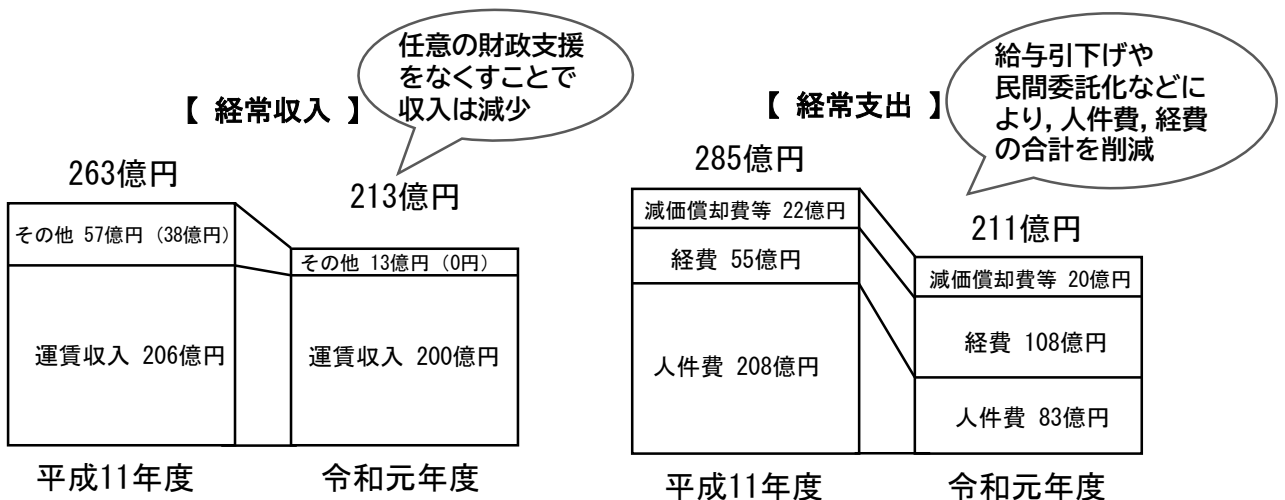 任意の財政支援
をなくすことで
収入は減少
【 経常収入 】
263億円
213億円
その他 57億円 (38億円)
その他 13億円 (0円)
運賃収入 206億円
運賃収入 200億円
平成11年度
令和元年度
給与引下げや
民間委託化などに
より, 人件費, 経費
の合計を削減
【 経常支出 】
285億円
211億円
減価償却費等 22億円
経費 55億円
人件費 208億円
減価償却費等 20億円
経費 108億円
人件費 83億円
平成11年度
令和元年度